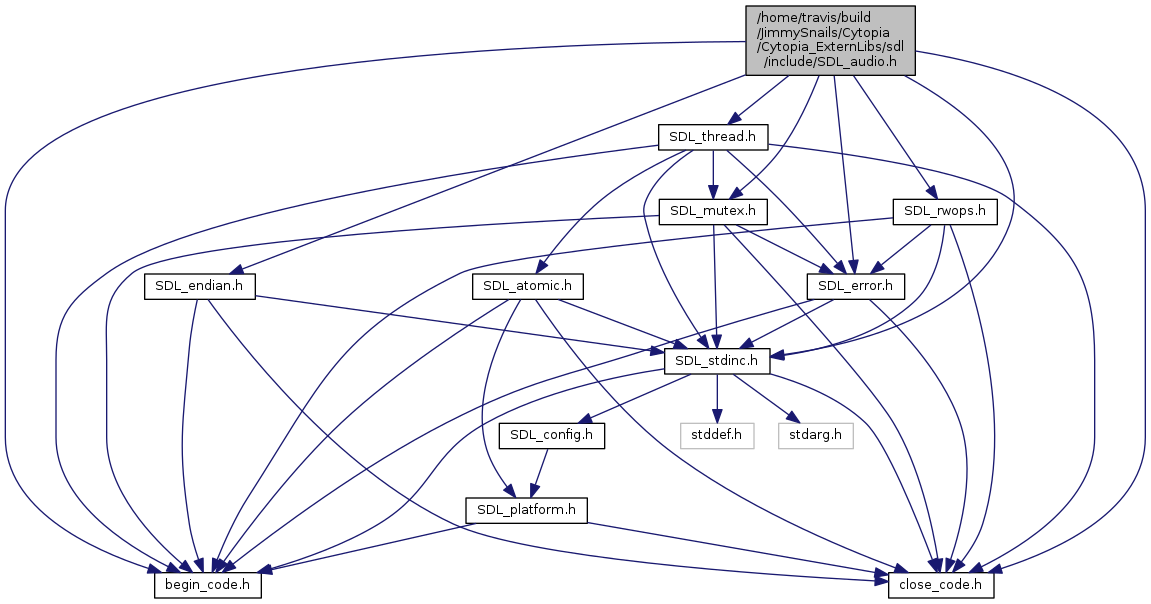 /home/travis/build
/JimmySnails/Cytopia
/Cytopia_ExternLibs/sdl
/include/SDL_audio.h
SDL_thread.h
SDL_mutex.h
SDL_rwops.h
SDL_endian.h
SDL_atomic.h
SDL_error.h
SDL_stdinc.h
SDL_config.h
stddef.h
stdarg.h
SDL_platform.h
begin_code.h
close_code.h